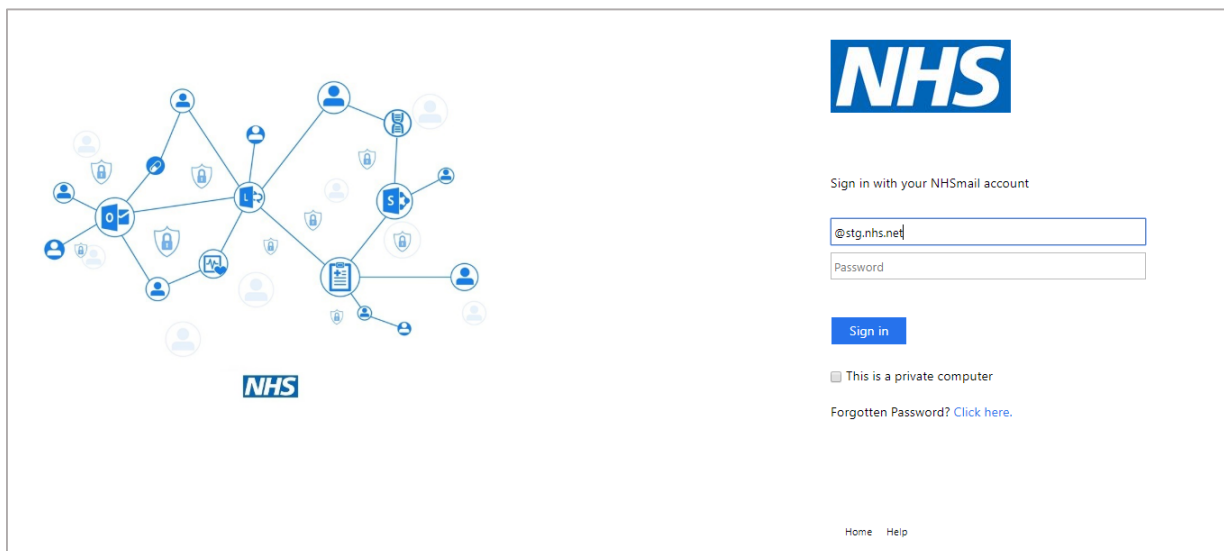 NHS
Sign in with your NHSmail account
@stg.nhs.net
Password
Sign in
This is a private computer
Forgotten Password? Click here.
O
L
S
NHS
Home Help